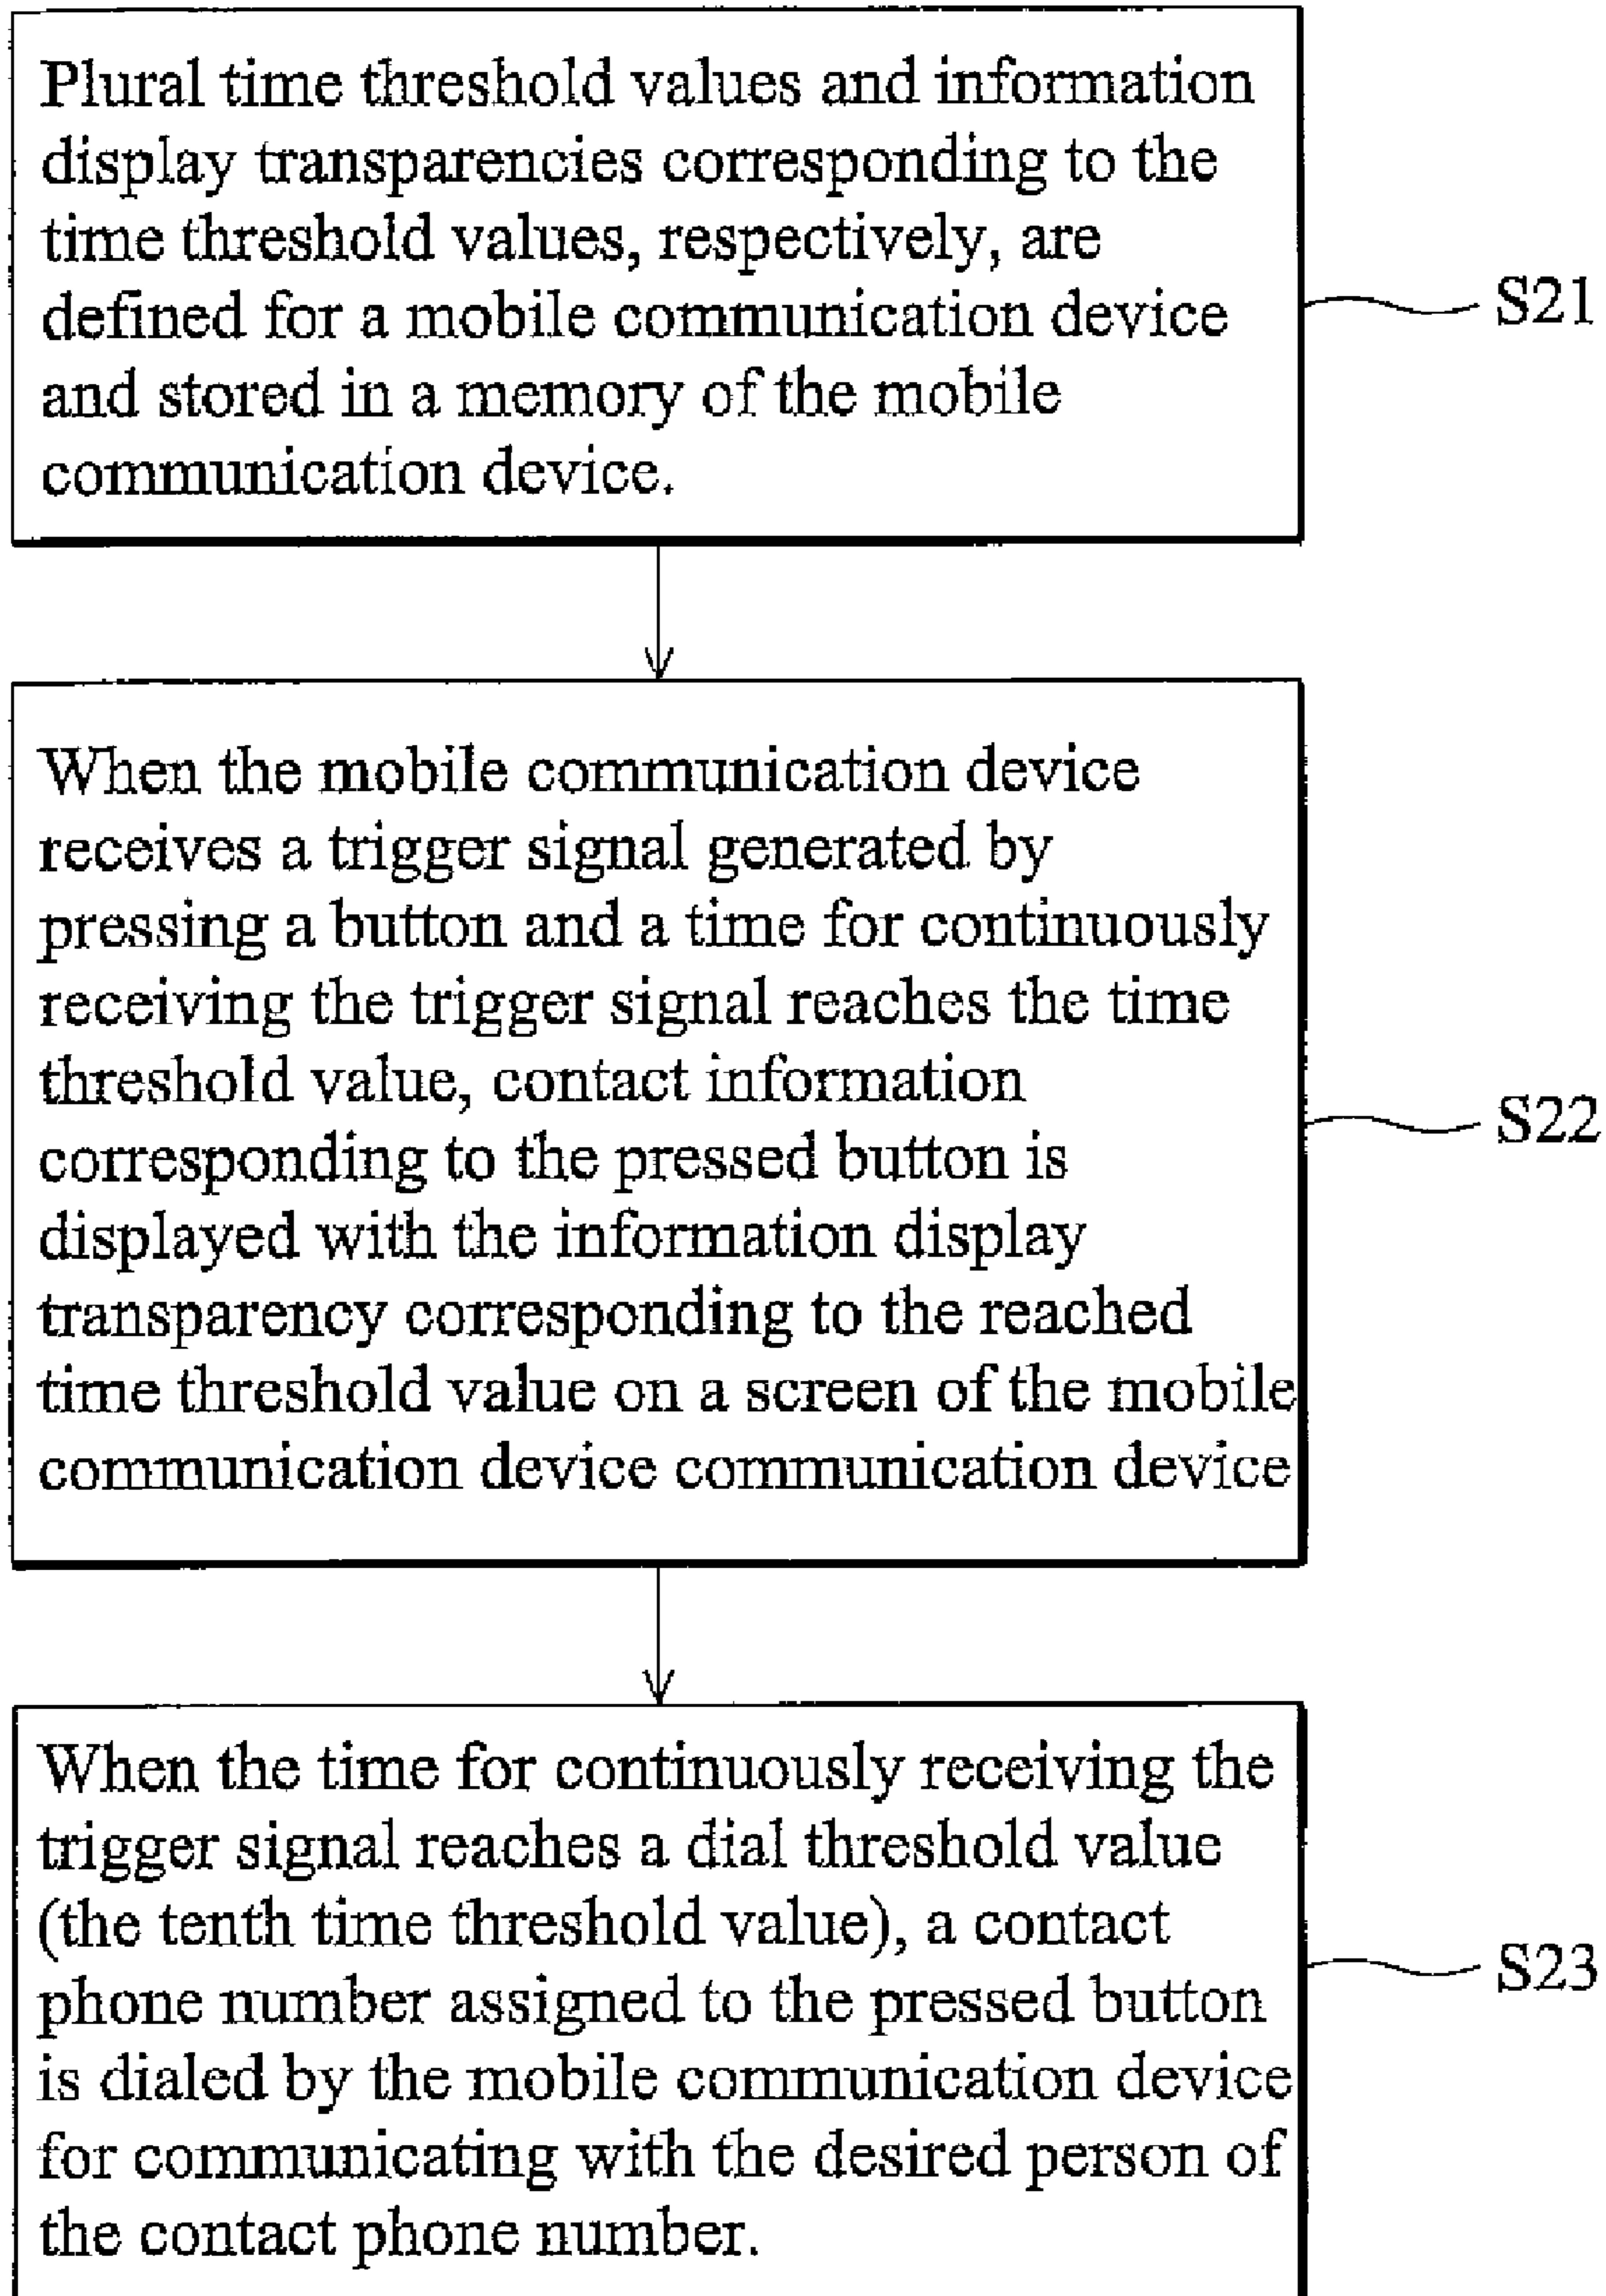 Plural time threshold values and information
display transparencies corresponding to the
time threshold values, respectively, are
defined for a mobile communication device
and stored in a memory of the mobile
communication device.
S21
When the mobile communication device
receives a trigger signal generated by
pressing a button and a time for continuously
receiving the trigger signal reaches the time
threshold value, contact information
corresponding to the pressed button is
displayed with the information display
transparency corresponding to the reached
time threshold value on a screen of the mobile
communication device communication device
S22
When the time for continuously receiving the
trigger signal reaches a dial threshold value
(the tenth time threshold value), a contact
phone number assigned to the pressed button
is dialed by the mobile communication device
for communicating with the desired person of
the contact phone number.
S23